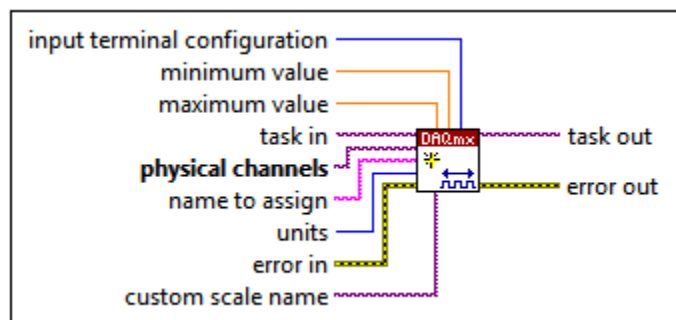 input terminal configuration
minimum value
maximum value
task in
physical channels
name to assign
units
error in
custom scale name
DAQmx
task out
error out